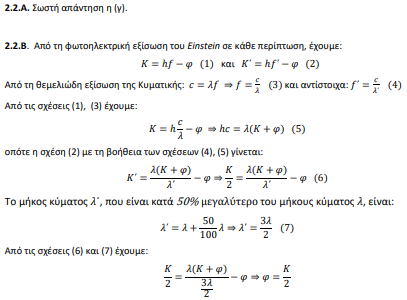 2.2.Α. Σωστή απάντηση η (γ).
2.2.Β. Από τη φωτοηλεκτρική εξίσωση του Einstein σε κάθε περίπτωση, έχουμε:
K = hf − φ (1) και K′ = hf′ − φ (2)
Από τη θεμελιώδη εξίσωση της Κυματικής: c = λf ⇒ f = c/λ (3) και αντίστοιχα: f′ = c/λ′ (4)
Από τις σχέσεις (1), (3) έχουμε:
K = h c/λ − φ ⇒ hc = λ(K + φ) (5)
οπότε η σχέση (2) με τη βοήθεια των σχέσεων (4), (5) γίνεται:
K′ = λ(K + φ)/λ′ − φ ⇒ K/2 = λ(K + φ)/λ′ − φ (6)
Το μήκος κύματος λ΄, που είναι κατά 50% μεγαλύτερο του μήκους κύματος λ, είναι:
λ′ = λ + 50/100 λ ⇒ λ′ = 3λ/2 (7)
Από τις σχέσεις (6) και (7) έχουμε:
K/2 = λ(K + φ)/(3λ/2) − φ ⇒ φ = K/2